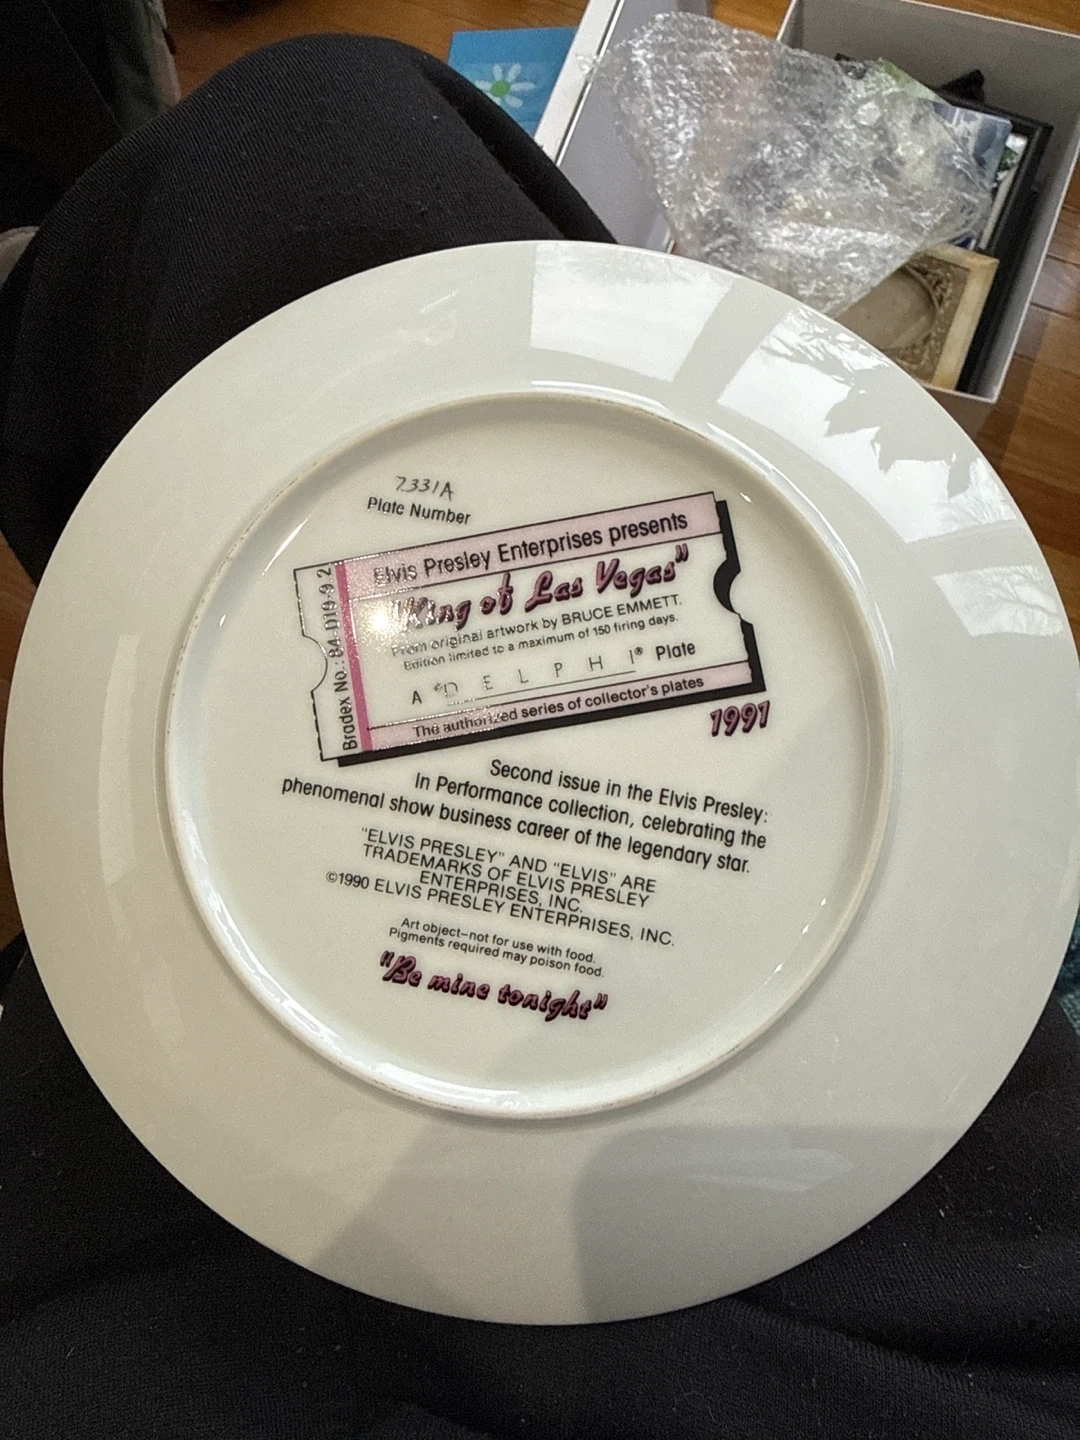 7331A
Plate Number
Elvis Presley Enterprises presents
"King of Las Vegas"
From original artwork by BRUCE EMMETT.
Edition limited to a maximum of 150 firing days.
A DELPHI® Plate
The authorized series of collector's plates
Bradex No.: 84-D19-9.2
1991
Second issue in the Elvis Presley:
In Performance collection, celebrating the
phenomenal show business career of the legendary star.
"ELVIS PRESLEY" AND "ELVIS" ARE
TRADEMARKS OF ELVIS PRESLEY
ENTERPRISES, INC.
©1990 ELVIS PRESLEY ENTERPRISES, INC.
Art object–not for use with food.
Pigments required may poison food.
"Be mine tonight"